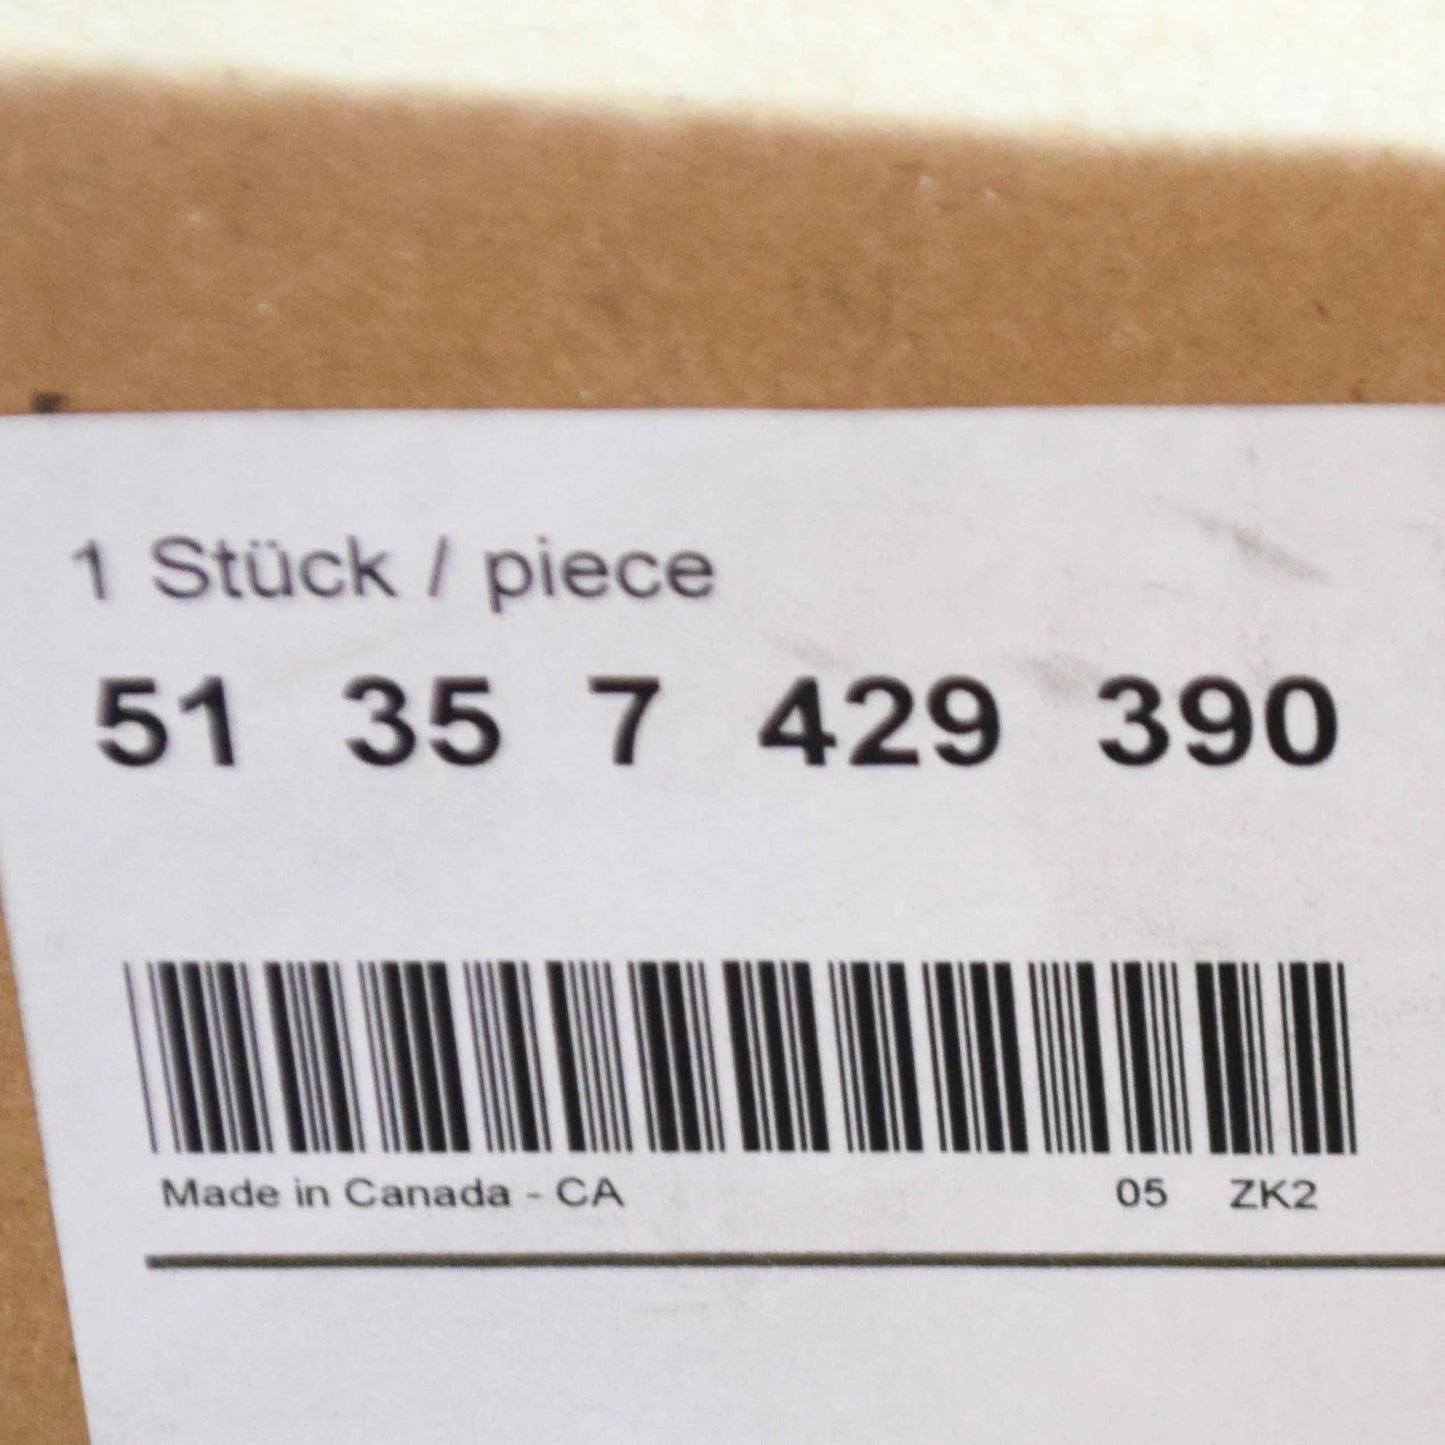 1 Stück / piece
51 35 7 429 390
Made in Canada - CA 05 ZK2